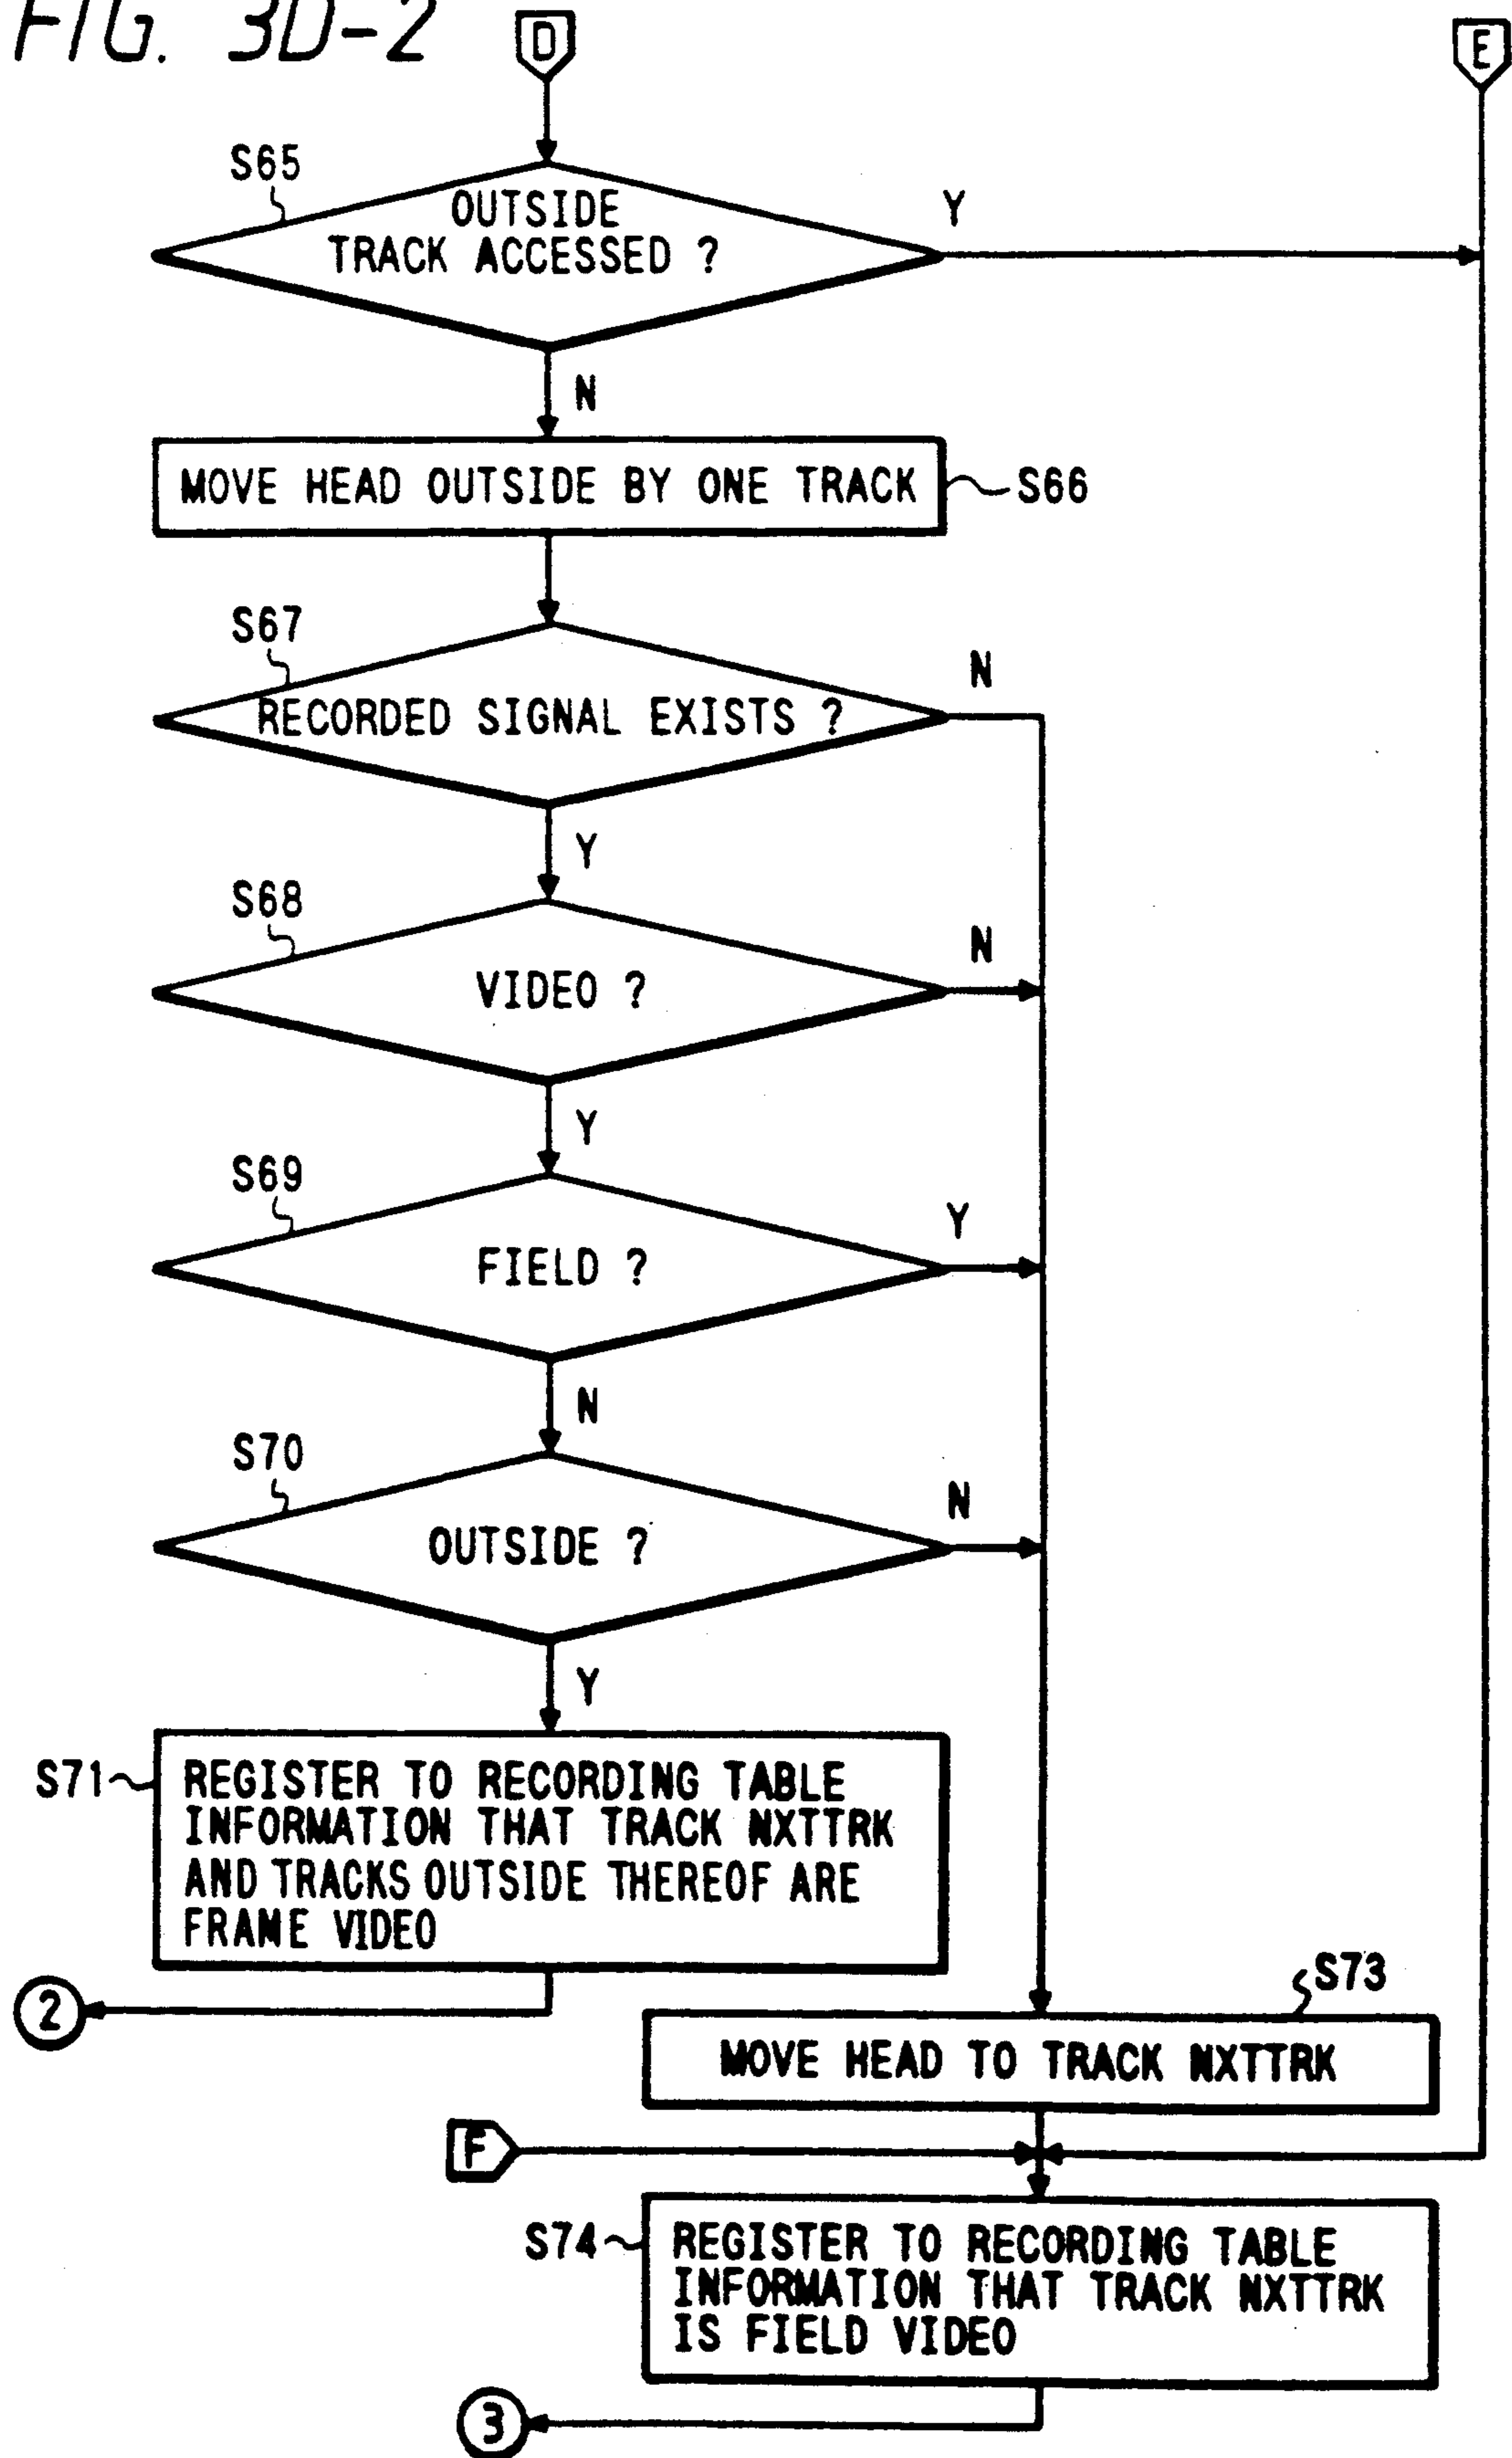 FIG. 3D-2
D
E
S65
OUTSIDE
TRACK ACCESSED ?
Y
N
MOVE HEAD OUTSIDE BY ONE TRACK
S66
S67
RECORDED SIGNAL EXISTS ?
N
Y
S68
VIDEO ?
N
Y
S69
FIELD ?
Y
N
S70
OUTSIDE ?
N
Y
S71
REGISTER TO RECORDING TABLE
INFORMATION THAT TRACK NXTTRK
AND TRACKS OUTSIDE THEREOF ARE
FRAME VIDEO
2
S73
MOVE HEAD TO TRACK NXTTRK
F
S74
REGISTER TO RECORDING TABLE
INFORMATION THAT TRACK NXTTRK
IS FIELD VIDEO
3